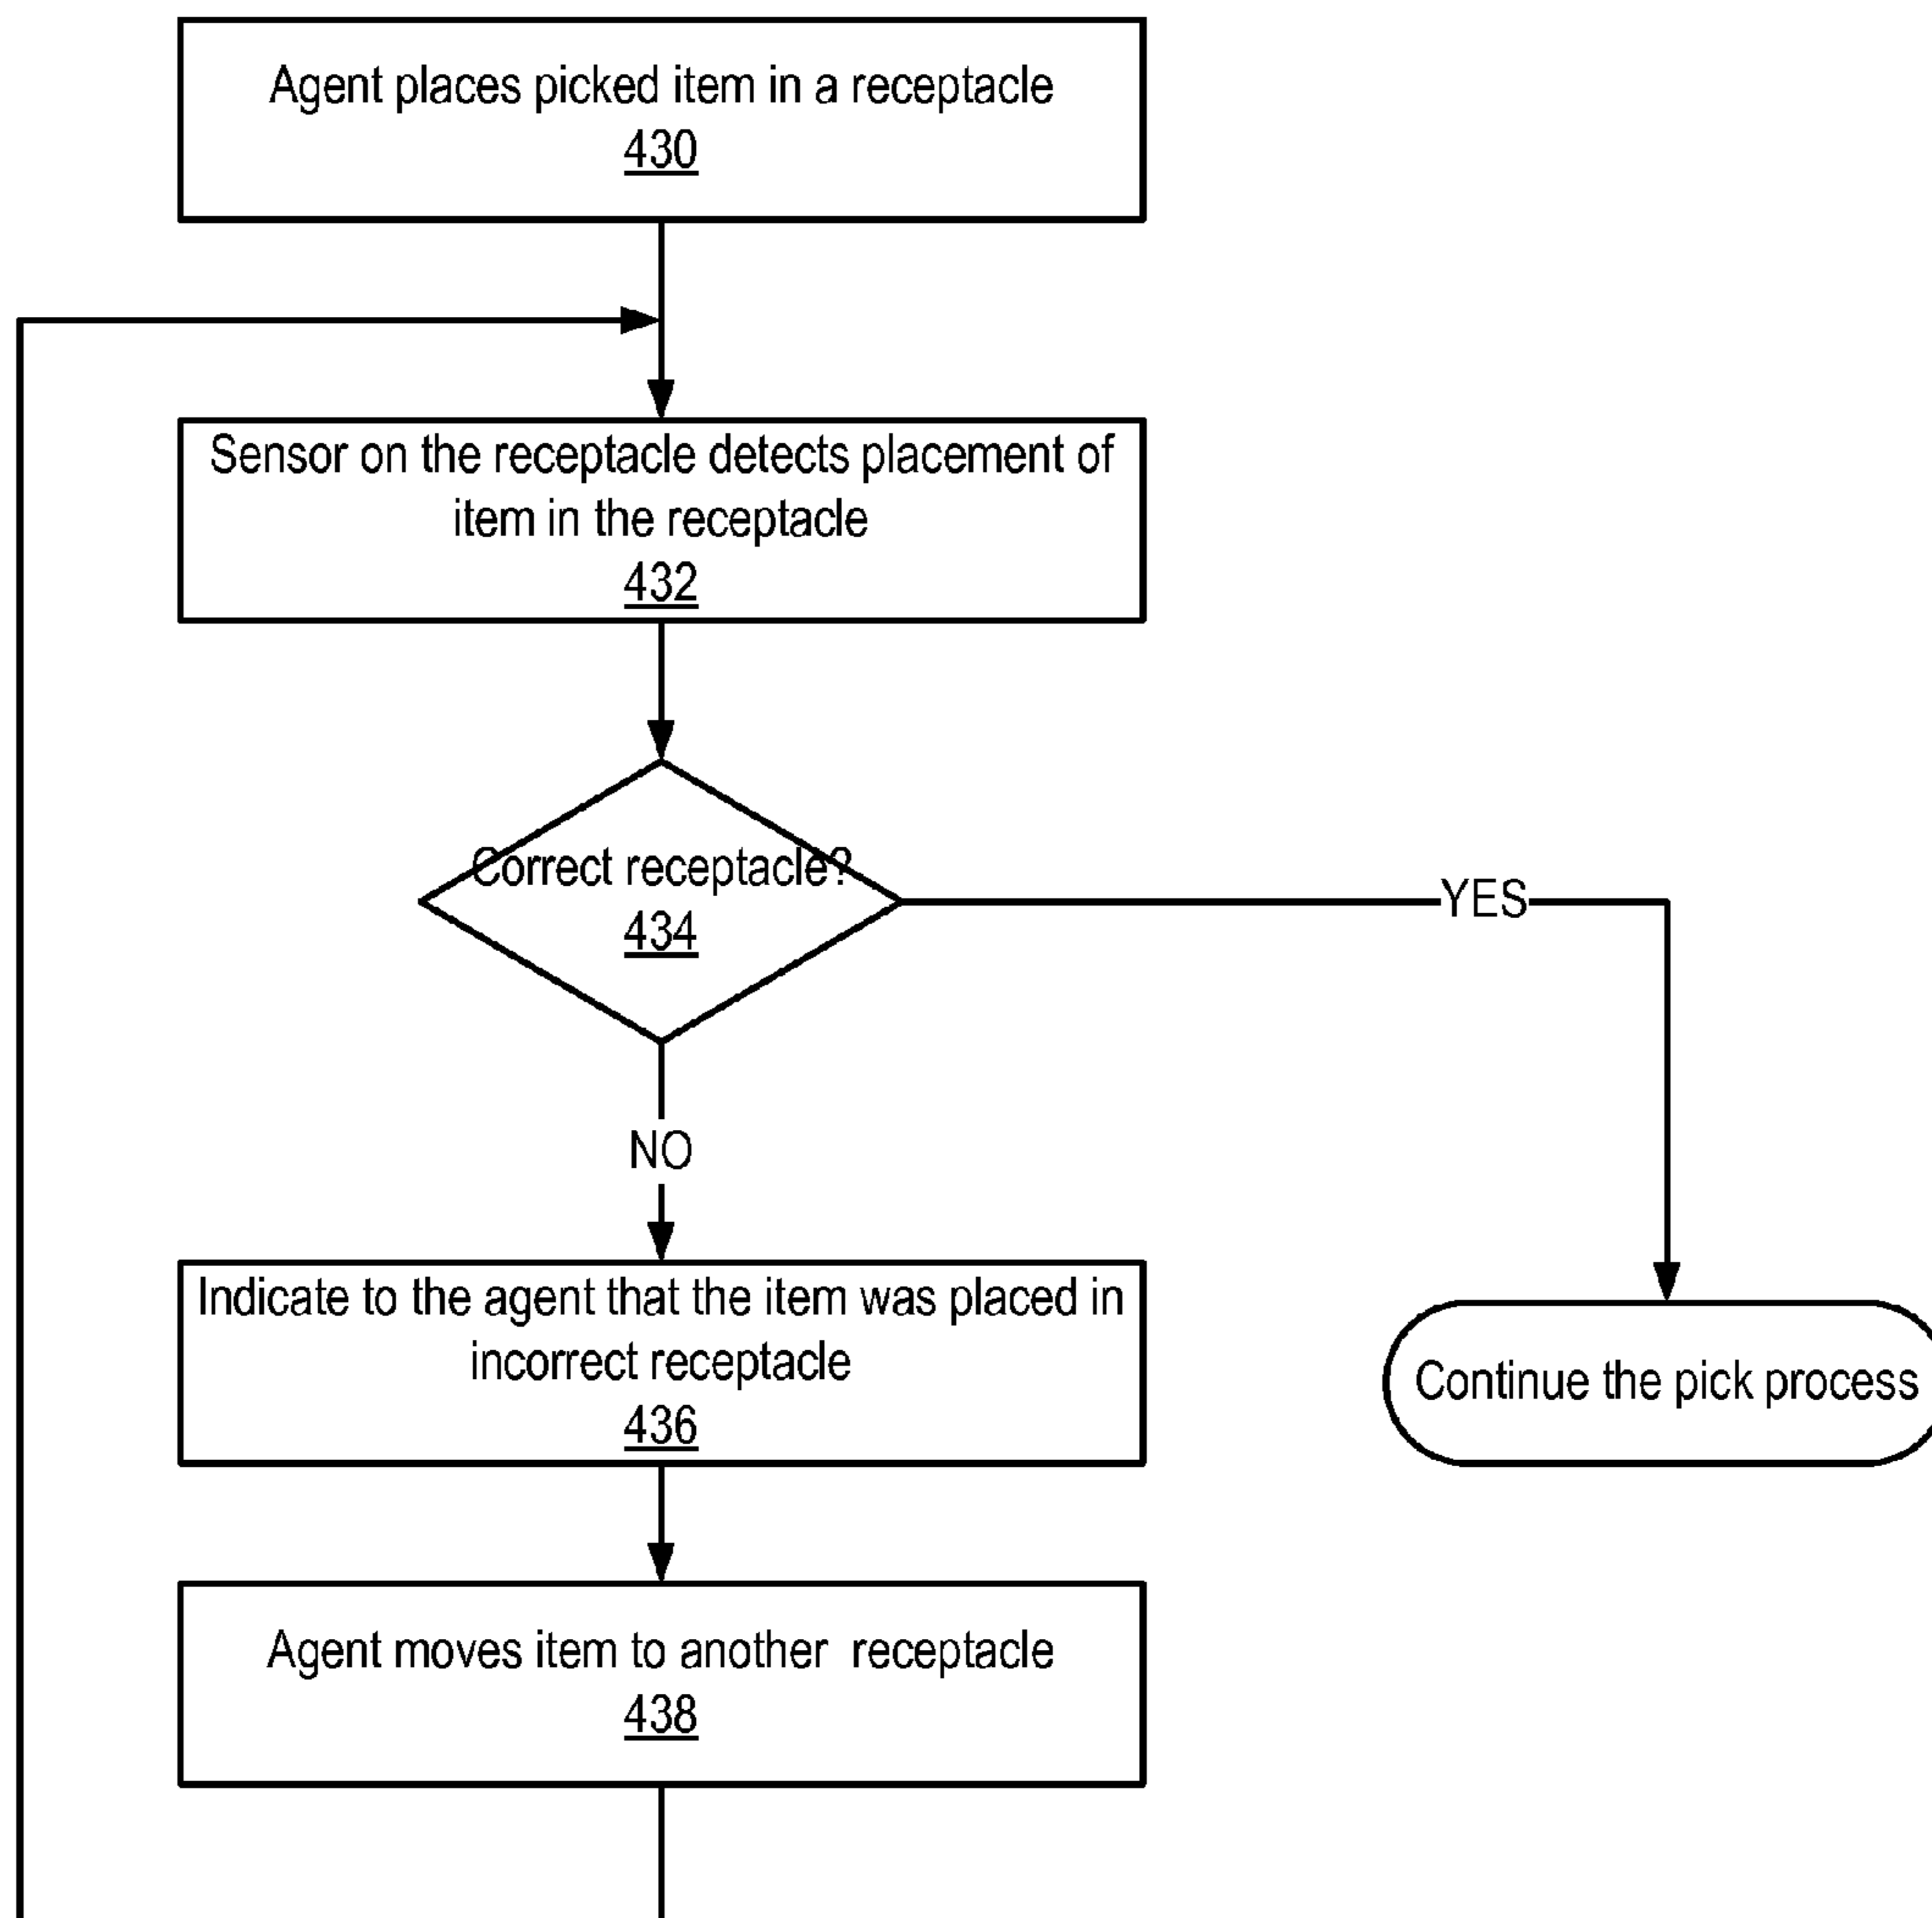 Agent places picked item in a receptacle
430
Sensor on the receptacle detects placement of
item in the receptacle
432
Correct receptacle?
434
YES
NO
Indicate to the agent that the item was placed in
incorrect receptacle
436
Continue the pick process
Agent moves item to another receptacle
438